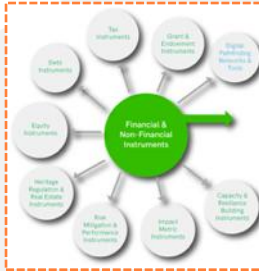 Tax
Instruments
Grant &
Endowment
Instruments
Digital
Pathfinding
Networks &
Tools
Debt
Instruments
Equity
Instruments
Financial &
Non-Financial
Instruments
Heritage
Regulation &
Real Estate
Instruments
Risk
Mitigation &
Performance
Instruments
Impact
Metric
Instruments
Capacity &
Resilience
Building
Instruments